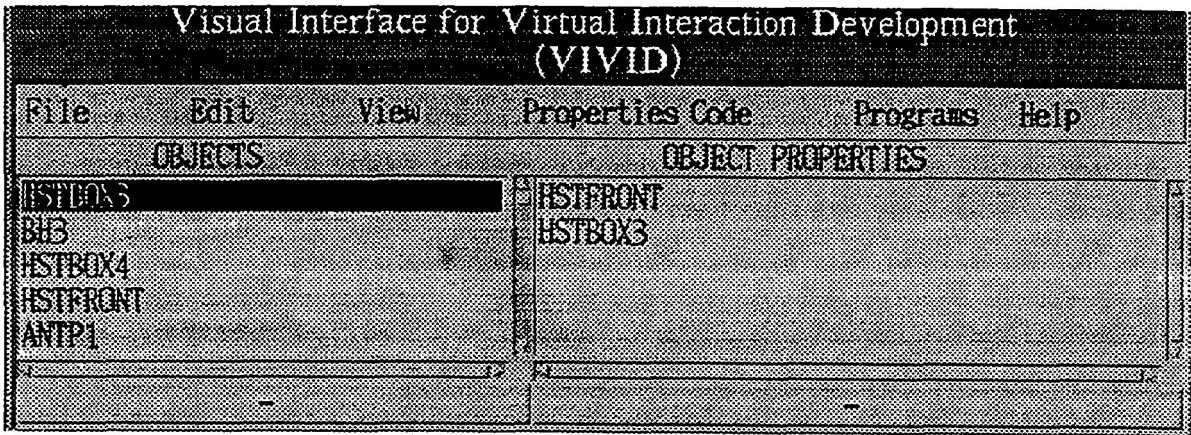 Visual Interface for Virtual Interaction Development
(VIVID)
File Edit View Properties Code Programs Help
OBJECTS OBJECT PROPERTIES
HSTBOX3
BH3
HSTBOX4
HSTFRONT
ANTP1
HSTFRONT
HSTBOX3